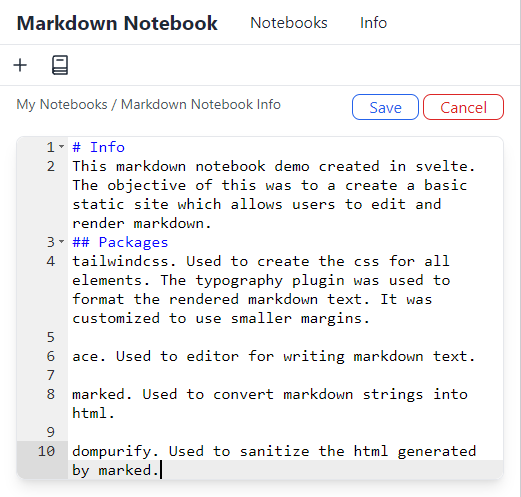 Markdown Notebook Notebooks Info
My Notebooks / Markdown Notebook Info Save Cancel
1 # Info
2 This markdown notebook demo created in svelte.
The objective of this was to a create a basic
static site which allows users to edit and
render markdown.
3 ## Packages
4 tailwindcss. Used to create the css for all
elements. The typography plugin was used to
format the rendered markdown text. It was
customized to use smaller margins.
5
6 ace. Used to editor for writing markdown text.
7
8 marked. Used to convert markdown strings into
html.
9
10 dompurify. Used to sanitize the html generated
by marked.